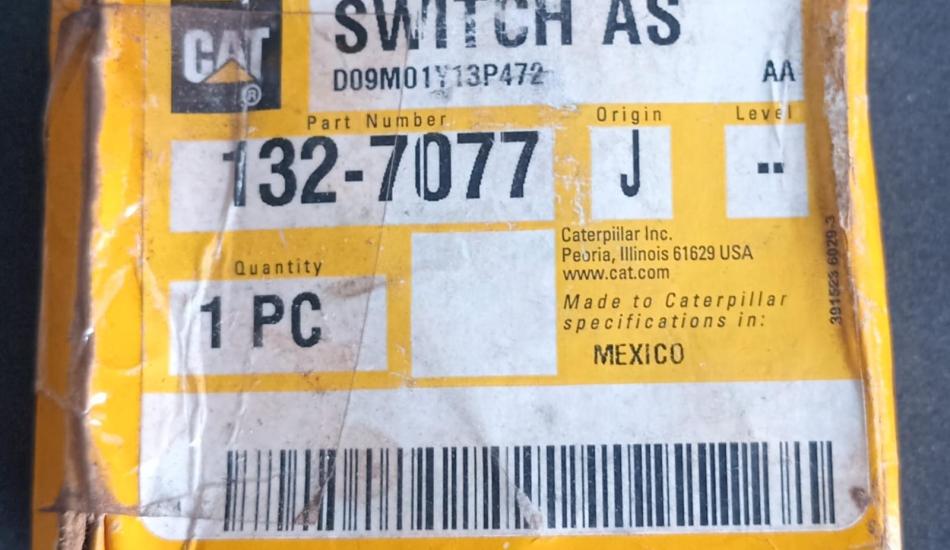 SWITCH AS
CAT
®
D09M01Y13P472 AA
Part Number Origin Level
132-7077 J --
Caterpillar Inc.
Peoria, Illinois 61629 USA
www.cat.com
Quantity
1 PC
Made to Caterpillar
specifications in:
MEXICO
391523 6029-3